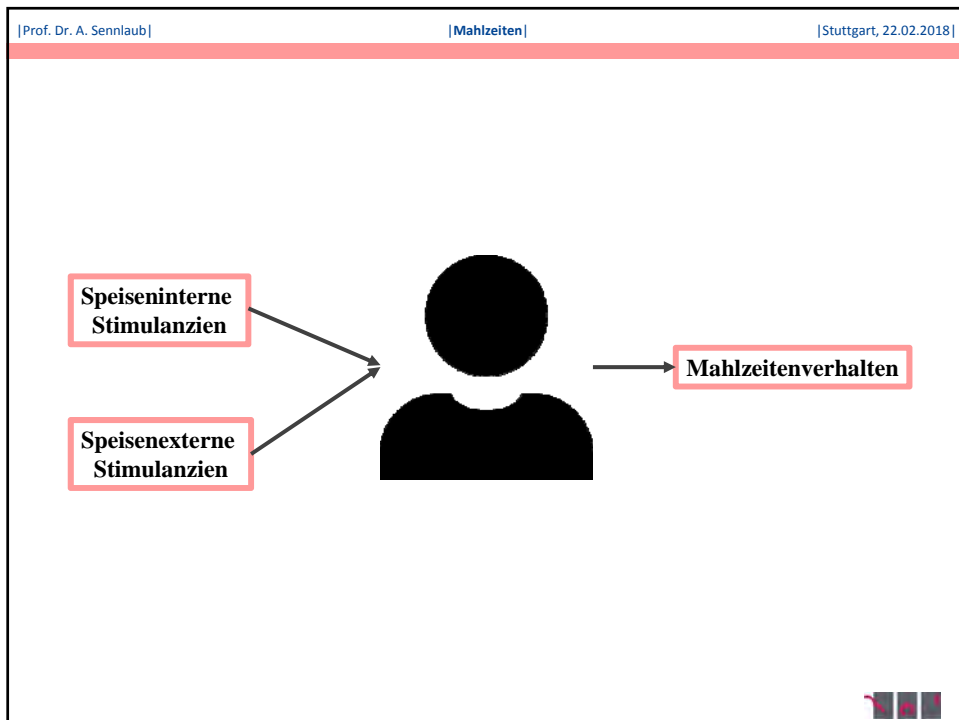 |Prof. Dr. A. Sennlaub| |Mahlzeiten| |Stuttgart, 22.02.2018|
Speiseninterne
Stimulanzien
Mahlzeitenverhalten
Speisenexterne
Stimulanzien